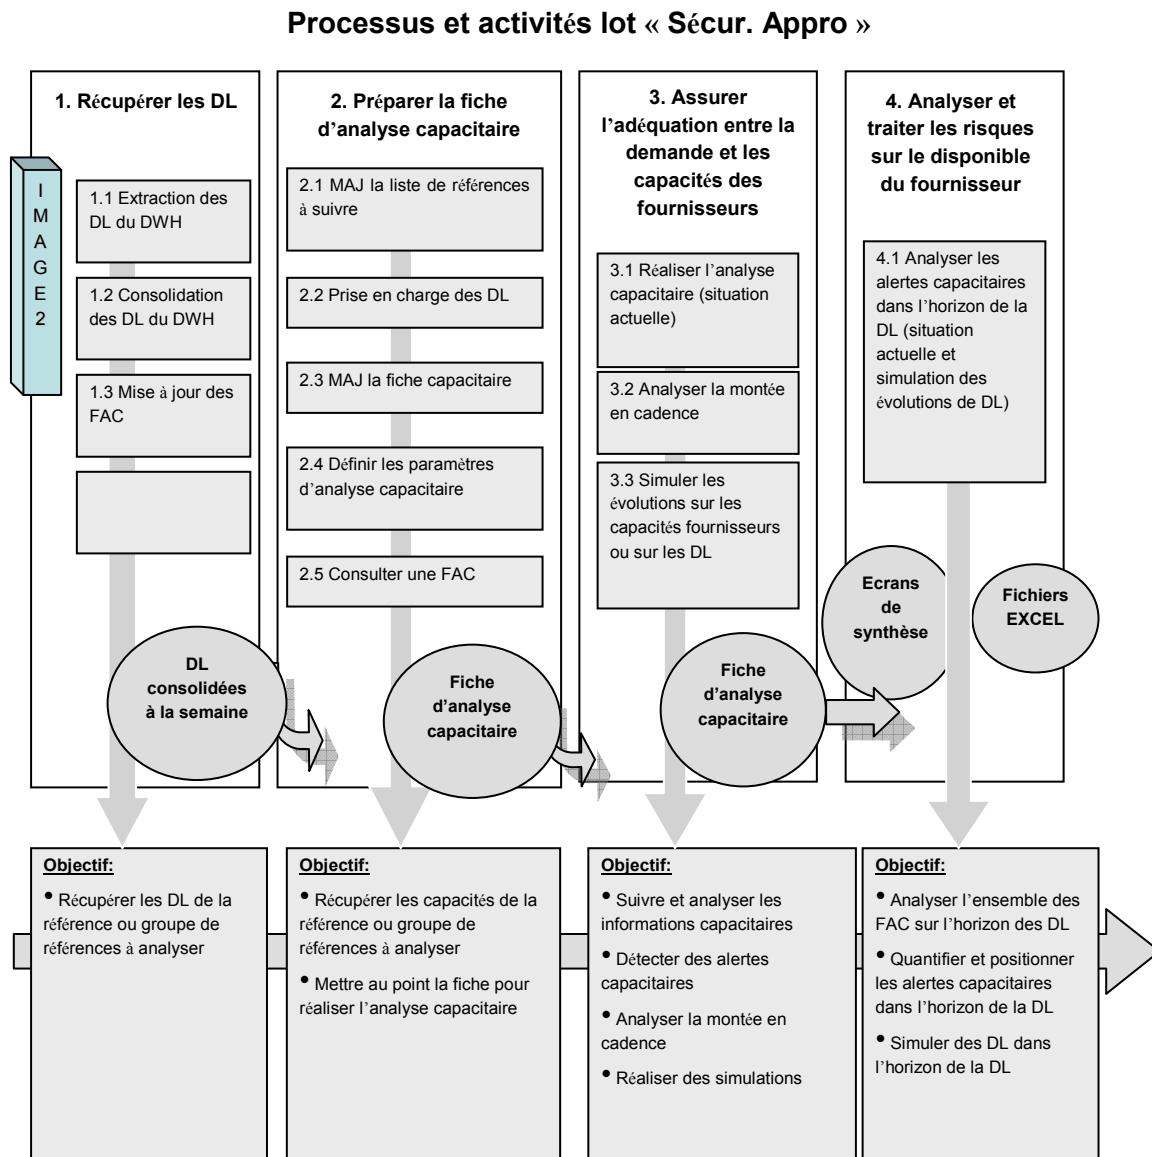 Processus et activités lot « Sécur. Appro »
1. Récupérer les DL
I
M
A
G
E
2
1.1 Extraction des
DL du DWH
1.2 Consolidation
des DL du DWH
1.3 Mise à jour des
FAC
DL
consolidées
à la semaine
2. Préparer la fiche
d’analyse capacitaire
2.1 MAJ la liste de références
à suivre
2.2 Prise en charge des DL
2.3 MAJ la fiche capacitaire
2.4 Définir les paramètres
d’analyse capacitaire
2.5 Consulter une FAC
Fiche
d’analyse
capacitaire
3. Assurer
l’adéquation entre la
demande et les
capacités des
fournisseurs
3.1 Réaliser l’analyse
capacitaire (situation
actuelle)
3.2 Analyser la montée
en cadence
3.3 Simuler les
évolutions sur les
capacités fournisseurs
ou sur les DL
Fiche
d’analyse
capacitaire
4. Analyser et
traiter les risques
sur le disponible
du fournisseur
4.1 Analyser les
alertes capacitaires
dans l’horizon de la
DL (situation
actuelle et
simulation des
évolutions de DL)
Ecrans
de
synthèse
Fichiers
EXCEL
Objectif:
• Récupérer les DL de la
référence ou groupe de
références à analyser
Objectif:
• Récupérer les capacités de la
référence ou groupe de
références à analyser
• Mettre au point la fiche pour
réaliser l’analyse capacitaire
Objectif:
• Suivre et analyser les
informations capacitaires
• Détecter des alertes
capacitaires
• Analyser la montée en
cadence
• Réaliser des simulations
Objectif:
• Analyser l’ensemble des
FAC sur l’horizon des DL
• Quantifier et positionner
les alertes capacitaires
dans l’horizon de la DL
• Simuler des DL dans
l’horizon de la DL